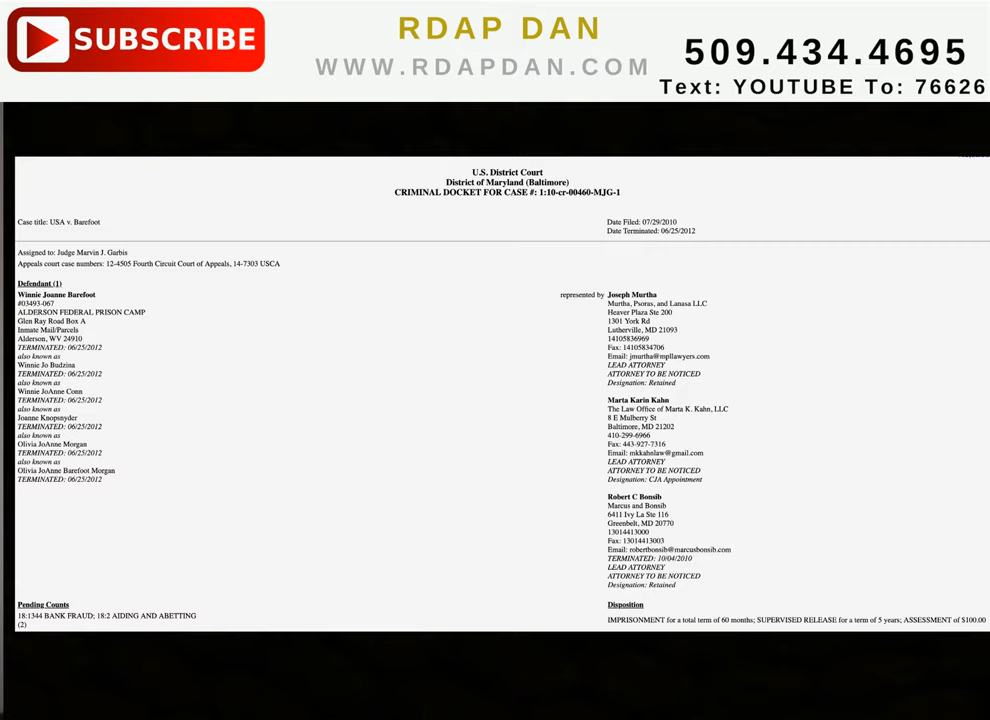 SUBSCRIBE
RDAP DAN
WWW.RDAPDAN.COM
509.434.4695
Text: YOUTUBE To: 76626
U.S. District Court
District of Maryland (Baltimore)
CRIMINAL DOCKET FOR CASE #: 1:10-cr-00460-MJG-1
Case title: USA v. Barefoot
Date Filed: 07/29/2010
Date Terminated: 06/25/2012
Assigned to: Judge Marvin J. Garbis
Appeals court case numbers: 12-4505 Fourth Circuit Court of Appeals, 14-7303 USCA
Defendant (1)
Winnie Joanne Barefoot
#03493-067
ALDERSON FEDERAL PRISON CAMP
Glen Ray Road Box A
Inmate Mail/Parcels
Alderson, WV 24910
TERMINATED: 06/25/2012
also known as
Winnie Jo Budzina
TERMINATED: 06/25/2012
also known as
Winnie JoAnne Conn
TERMINATED: 06/25/2012
also known as
Joanne Knopsnyder
TERMINATED: 06/25/2012
also known as
Olivia JoAnne Morgan
TERMINATED: 06/25/2012
also known as
Olivia JoAnne Barefoot Morgan
TERMINATED: 06/25/2012
represented by Joseph Murtha
Murtha, Psoras, and Lanasa LLC
Heaver Plaza Ste 200
1301 York Rd
Lutherville, MD 21093
14105836969
Fax: 14105834706
Email: jmurtha@mpllawyers.com
LEAD ATTORNEY
ATTORNEY TO BE NOTICED
Designation: Retained
Marta Karin Kahn
The Law Office of Marta K. Kahn, LLC
8 E Mulberry St
Baltimore, MD 21202
410-299-6966
Fax: 443-927-7316
Email: mkkahnlaw@gmail.com
LEAD ATTORNEY
ATTORNEY TO BE NOTICED
Designation: CJA Appointment
Robert C Bonsib
Marcus and Bonsib
6411 Ivy La Ste 116
Greenbelt, MD 20770
13014413000
Fax: 13014413003
Email: robertbonsib@marcusbonsib.com
TERMINATED: 10/04/2010
LEAD ATTORNEY
ATTORNEY TO BE NOTICED
Designation: Retained
Pending Counts
18:1344 BANK FRAUD; 18:2 AIDING AND ABETTING
(2)
Disposition
IMPRISONMENT for a total term of 60 months; SUPERVISED RELEASE for a term of 5 years; ASSESSMENT of $100.00